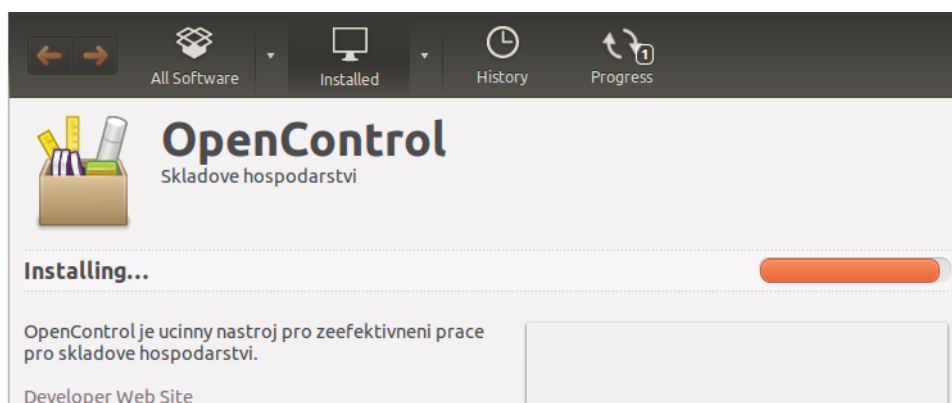 All Software
Installed
History
Progress
1
OpenControl
Skladove hospodarstvi
Installing...
OpenControl je ucinny nastroj pro zeefektivneni prace
pro skladove hospodarstvi.
Developer Web Site